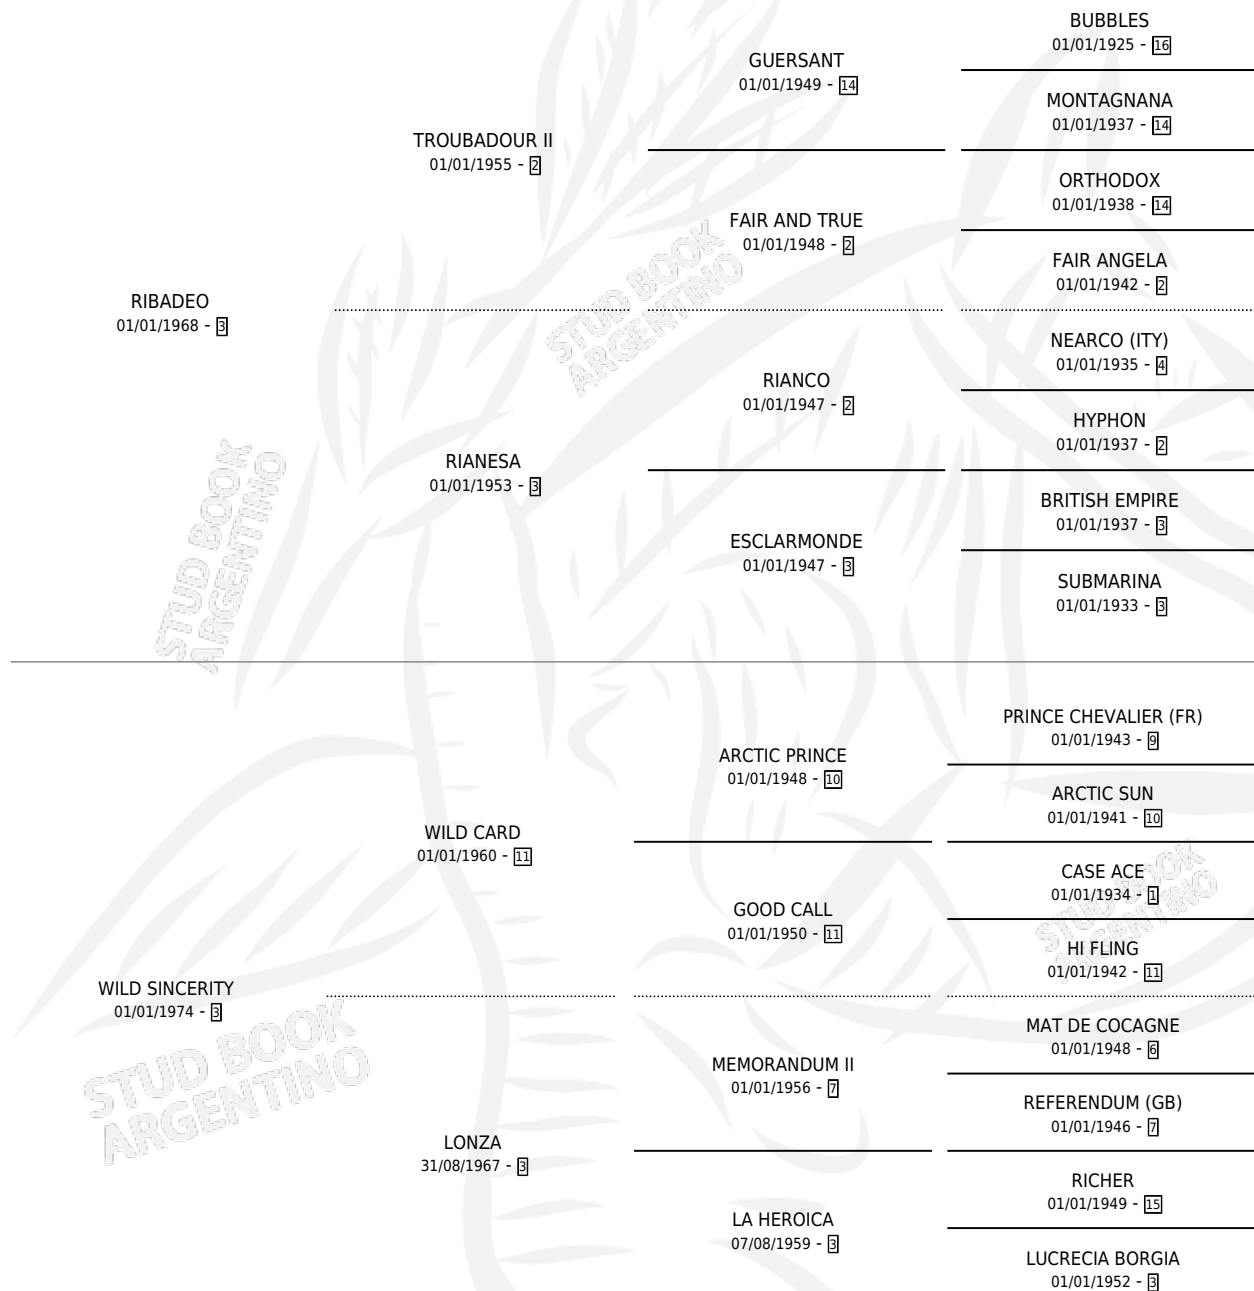 BUBBLES
01/01/1925 - 16
GUERSANT
01/01/1949 - 14
MONTAGNANA
01/01/1937 - 14
TROUBADOUR II
01/01/1955 - 2
ORTHODOX
01/01/1938 - 14
FAIR AND TRUE
01/01/1948 - 2
FAIR ANGELA
01/01/1942 - 2
RIBADEO
01/01/1968 - 3
NEARCO (ITY)
01/01/1935 - 4
RIANCO
01/01/1947 - 2
HYPHON
01/01/1937 - 2
RIANESA
01/01/1953 - 3
BRITISH EMPIRE
01/01/1937 - 3
ESCLARMONDE
01/01/1947 - 3
SUBMARINA
01/01/1933 - 3
PRINCE CHEVALIER (FR)
01/01/1943 - 9
ARCTIC PRINCE
01/01/1948 - 10
ARCTIC SUN
01/01/1941 - 10
WILD CARD
01/01/1960 - 11
CASE ACE
01/01/1934 - 1
GOOD CALL
01/01/1950 - 11
HI FLING
01/01/1942 - 11
WILD SINCERITY
01/01/1974 - 3
MAT DE COCAGNE
01/01/1948 - 6
MEMORANDUM II
01/01/1956 - 7
REFERENDUM (GB)
01/01/1946 - 7
LONZA
31/08/1967 - 3
RICHER
01/01/1949 - 15
LA HEROICA
07/08/1959 - 3
LUCRECIA BORGIA
01/01/1952 - 3
STUD BOOK
ARGENTINO
STUD BOOK
ARGENTINO
STUD BOOK
ARGENTINO
STUD BOOK
ARGENTINO